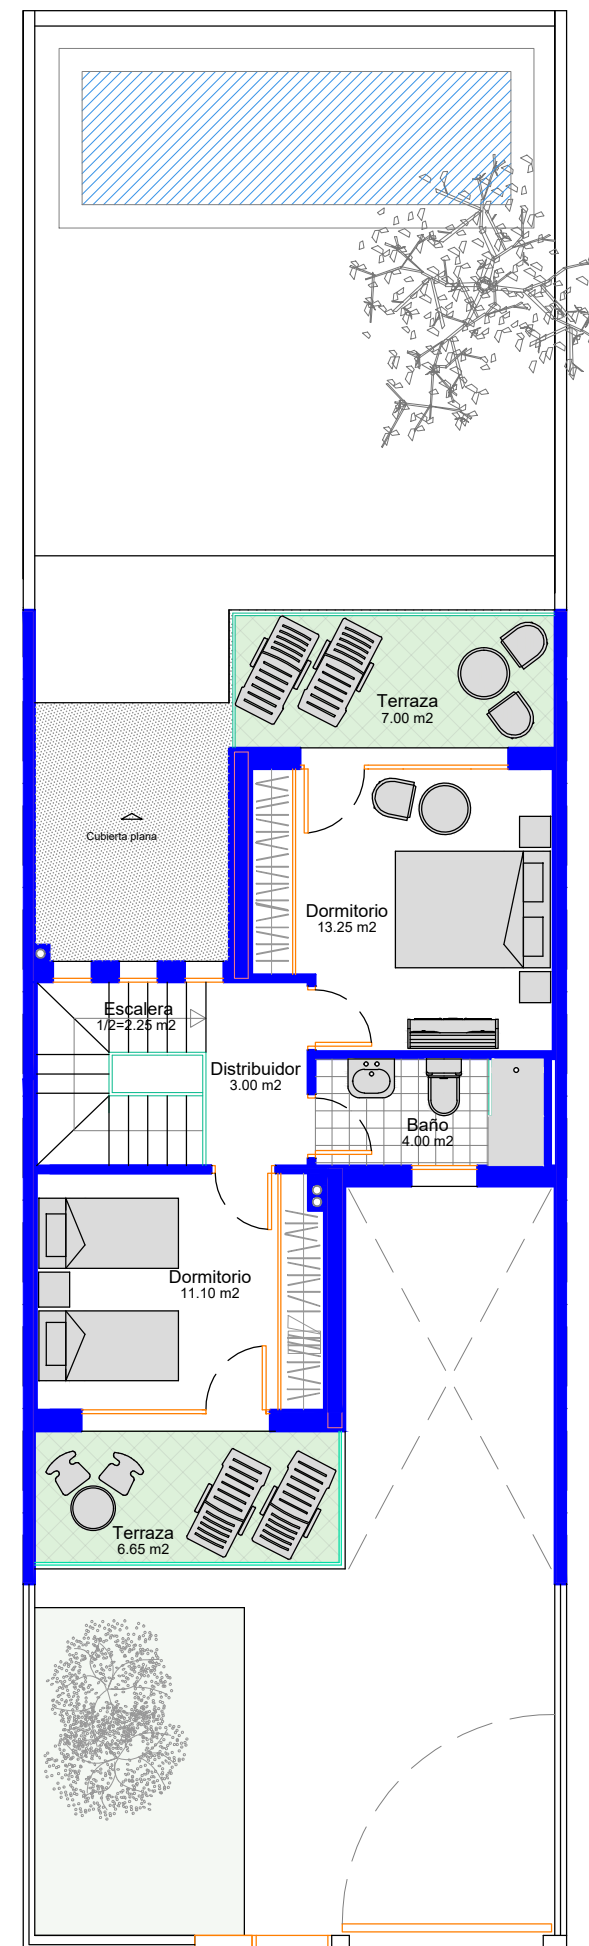 Terraza
7.00 m2
Cubierta plana
Dormitorio
13.25 m2
Escalera
1/2=2.25 m2
Distribuidor
3.00 m2
Baño
4.00 m2
Dormitorio
11.10 m2
Terraza
6.65 m2